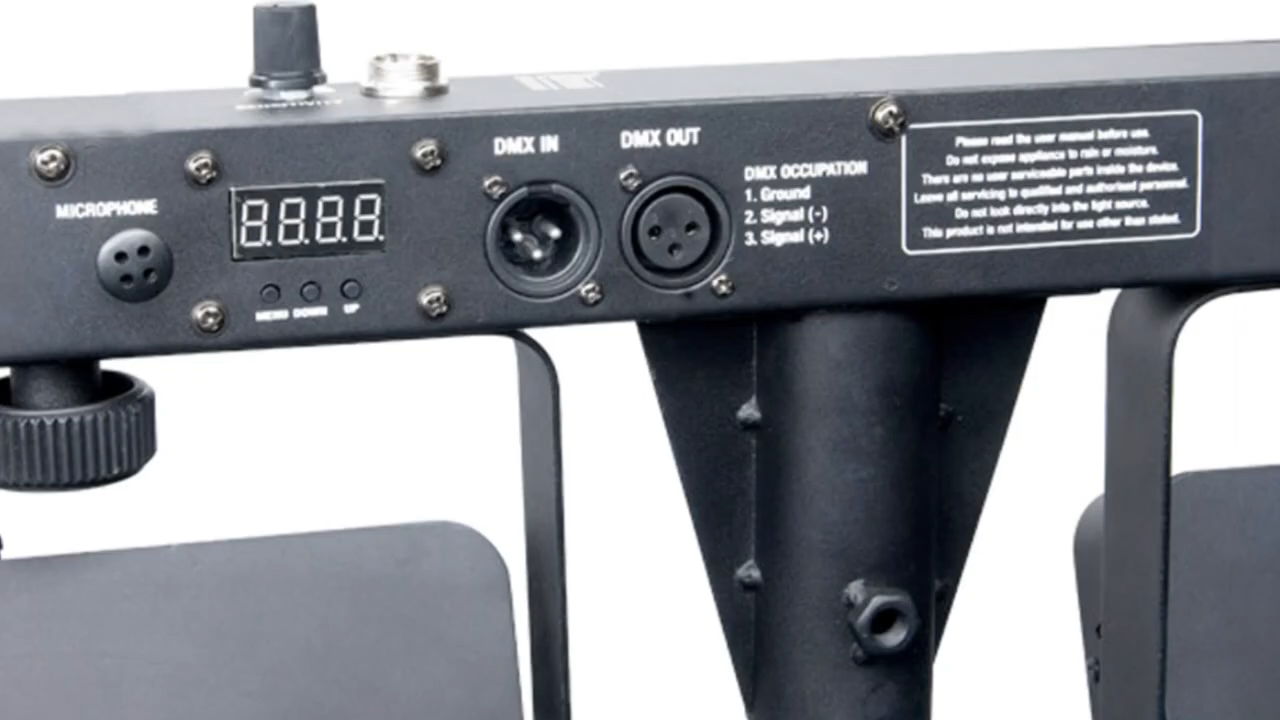 MICROPHONE
8.8.8.8.
MENU DOWN UP
DMX IN
DMX OUT
DMX OCCUPATION
1. Ground
2. Signal (-)
3. Signal (+)
Please read the user manual before use.
Do not expose appliance to rain or moisture.
There are no user serviceable parts inside the device.
Leave all servicing to qualified and authorised personnel.
Do not look directly into the light source.
This product is not intended for use other than stated.